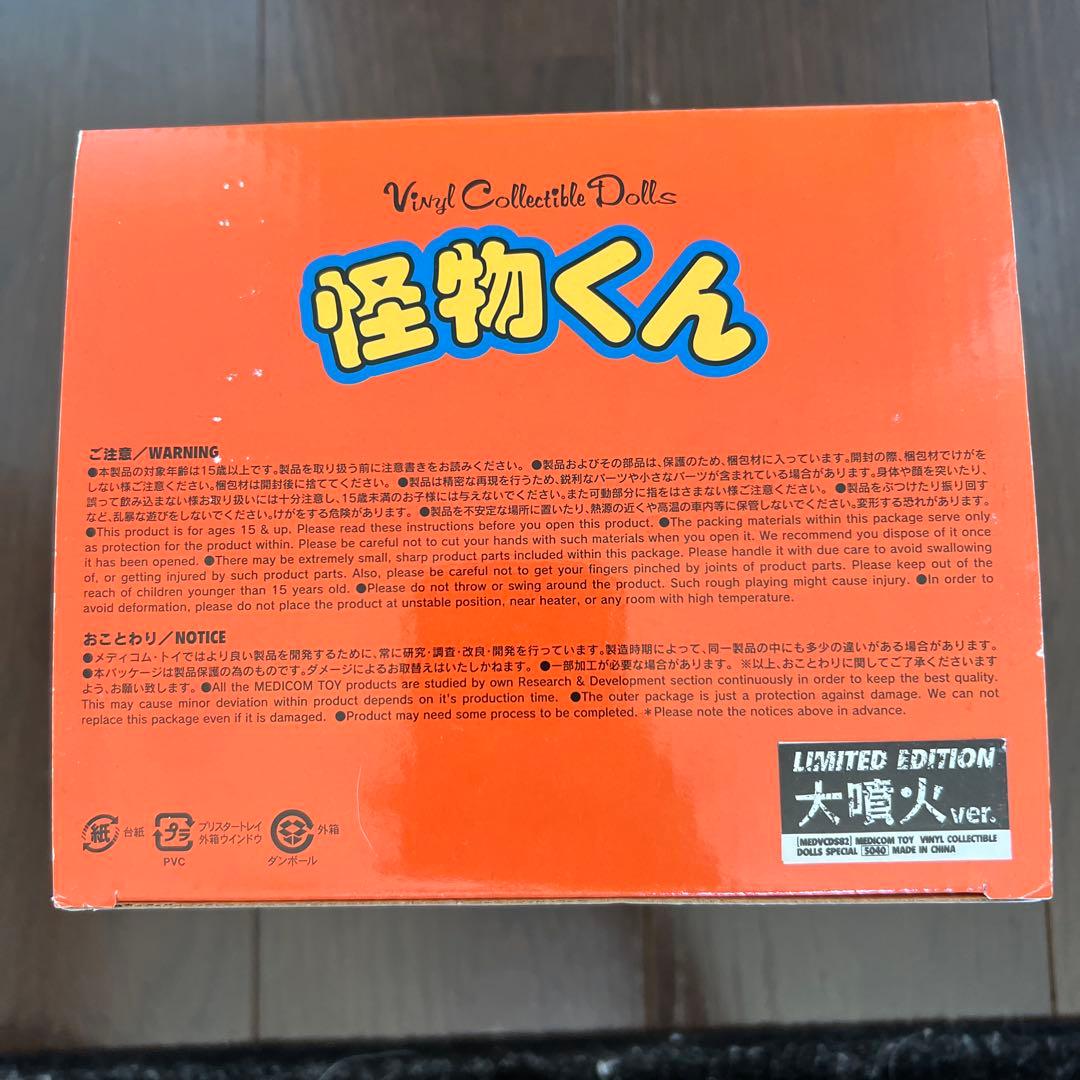 Vinyl Collectible Dolls
怪物くん
ご注意/WARNING
●本製品の対象年齢は15歳以上です。製品を取り扱う前に注意書きをお読みください。 ●製品およびその部品は、保護のため、梱包材に入っています。開封の際、梱包材でけがを
しない様ご注意ください。梱包材は開封後に捨ててください。 ●製品は精密な再現を行うため、鋭利なパーツや小さなパーツが含まれている場合があります。身体や顔を突いたり、
誤って飲み込まない様お取り扱いには十分注意し、15歳未満のお子様には与えないでください。また可動部分に指をはさまない様ご注意ください。 ●製品をぶつけたり振り回す
など、乱暴な遊びをしないでください。けがをする危険があります。 ●製品を不安定な場所に置いたり、熱源の近くや高温の車内等に保管しないでください。変形する恐れがあります。
●This product is for ages 15 & up. Please read these instructions before you open this product. ●The packing materials within this package serve only
as protection for the product within. Please be careful not to cut your hands with such materials when you open it. We recommend you dispose of it once
it has been opened. ●There may be extremely small, sharp product parts included within this package. Please handle it with due care to avoid swallowing
of, or getting injured by such product parts. Also, please be careful not to get your fingers pinched by joints of product parts. Please keep out of the
reach of children younger than 15 years old. ●Please do not throw or swing around the product. Such rough playing might cause injury. ●In order to
avoid deformation, please do not place the product at unstable position, near heater, or any room with high temperature.
おことわり/NOTICE
●メディコム・トイではより良い製品を開発するために、常に研究・調査・改良・開発を行っています。製造時期によって、同一製品の中にも多少の違いがある場合があります。
●本パッケージは製品保護の為のものです。ダメージによるお取替えはいたしかねます。 ●一部加工が必要な場合があります。 ※以上、おことわりに関してご了承くださいます
よう、お願い致します。 ●All the MEDICOM TOY products are studied by own Research & Development section continuously in order to keep the best quality.
This may cause minor deviation within product depends on it's production time. ●The outer package is just a protection against damage. We can not
replace this package even if it is damaged. ●Product may need some process to be completed. *Please note the notices above in advance.
LIMITED EDITION
大噴火ver.
[MEDVCDS82] MEDICOM TOY VINYL COLLECTIBLE
DOLLS SPECIAL 5040 MADE IN CHINA
紙 台紙
プラ ブリスタートレイ
外箱ウインドウ
PVC
外箱
ダンボール